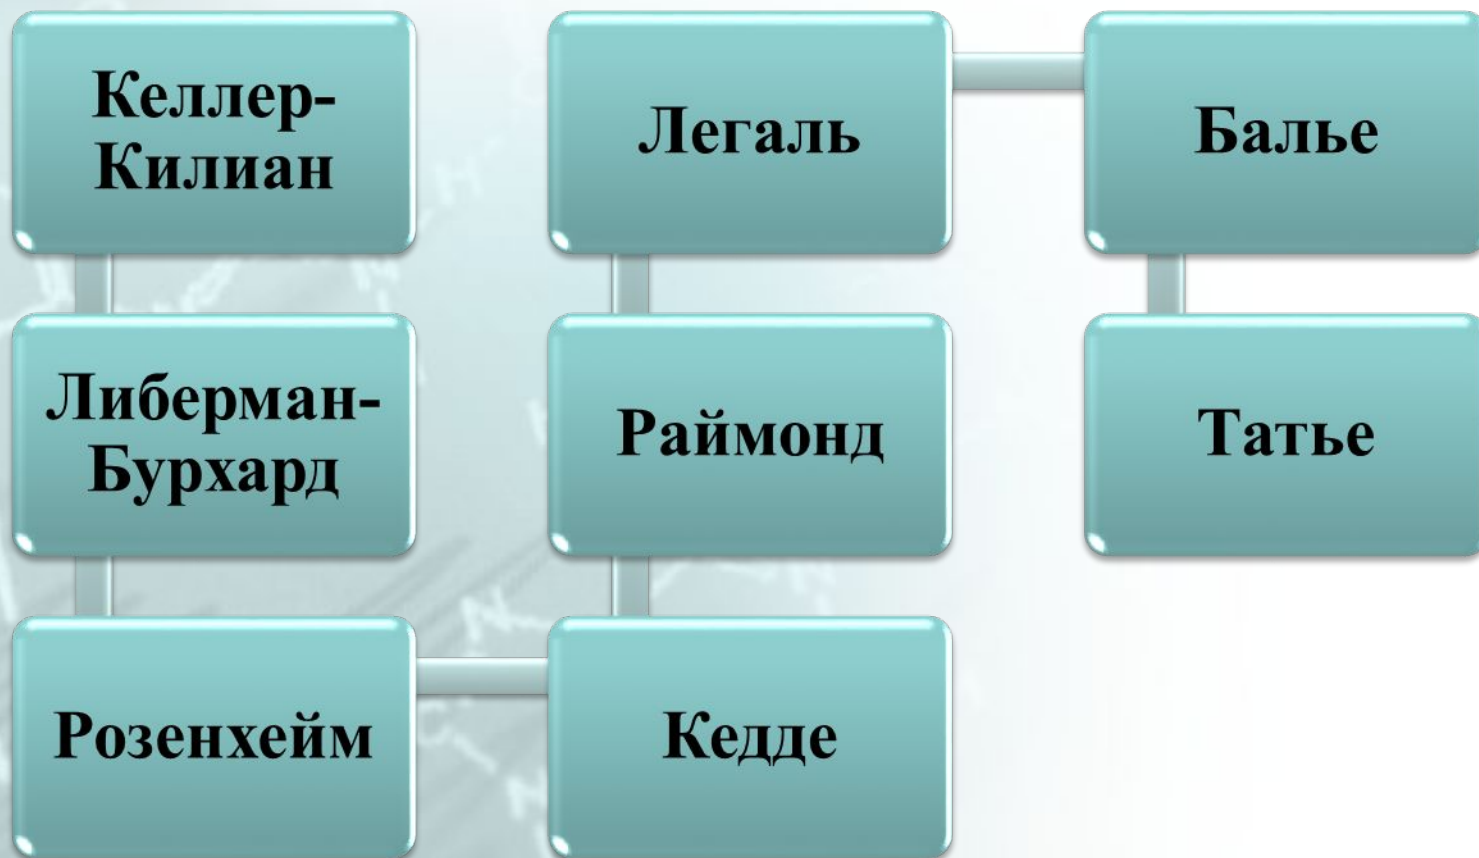 Келлер-
Килиан
Либерман-
Бурхард
Розенхейм
Кедде
Раймонд
Легаль
Балье
Татье